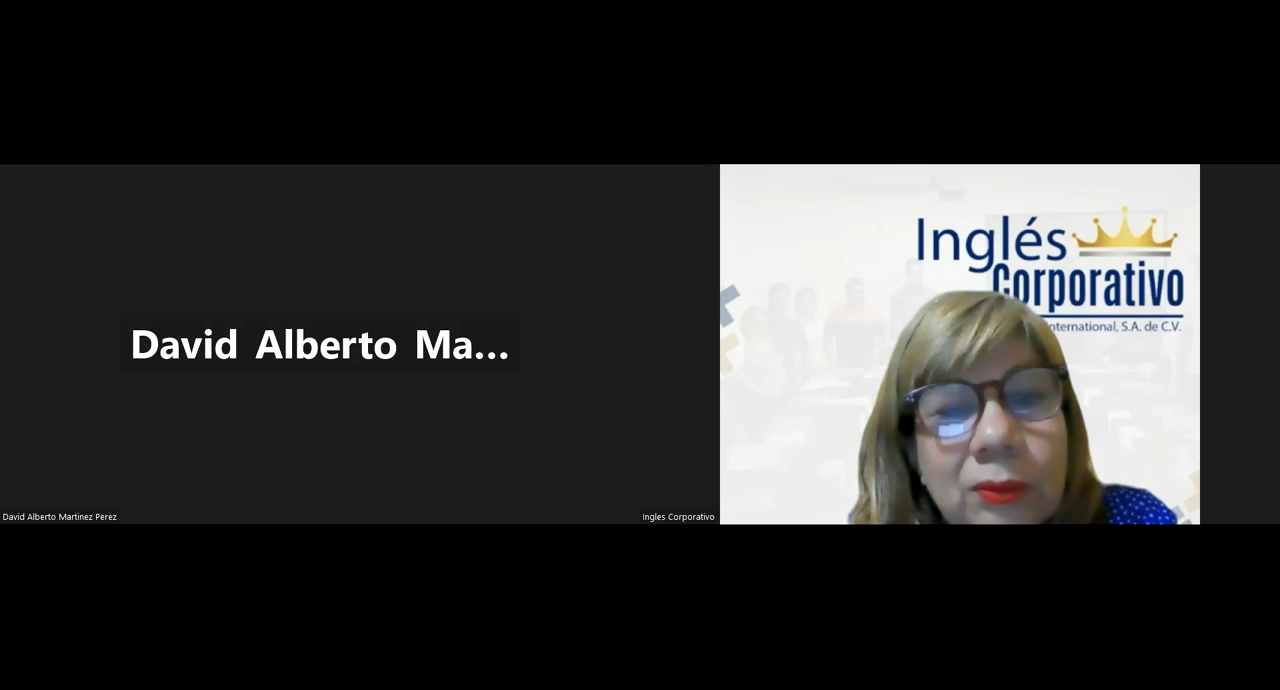 David Alberto Ma...
David Alberto Martinez Perez
Ingles Corporativo
Inglés
Corporativo
International, S.A. de C.V.